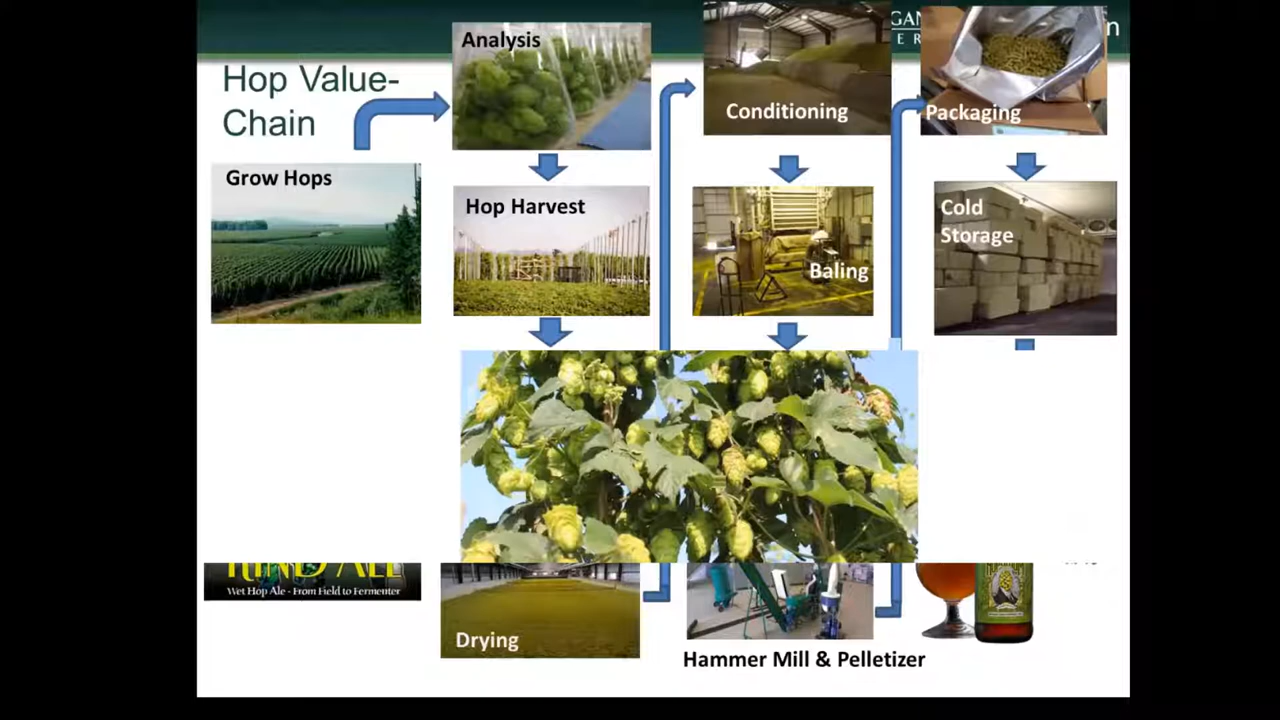 Hop Value-
Chain
Grow Hops
Analysis
Hop Harvest
Conditioning
Baling
Packaging
Cold
Storage
Wet Hop Ale - From Field to Fermenter
Drying
Hammer Mill & Pelletizer